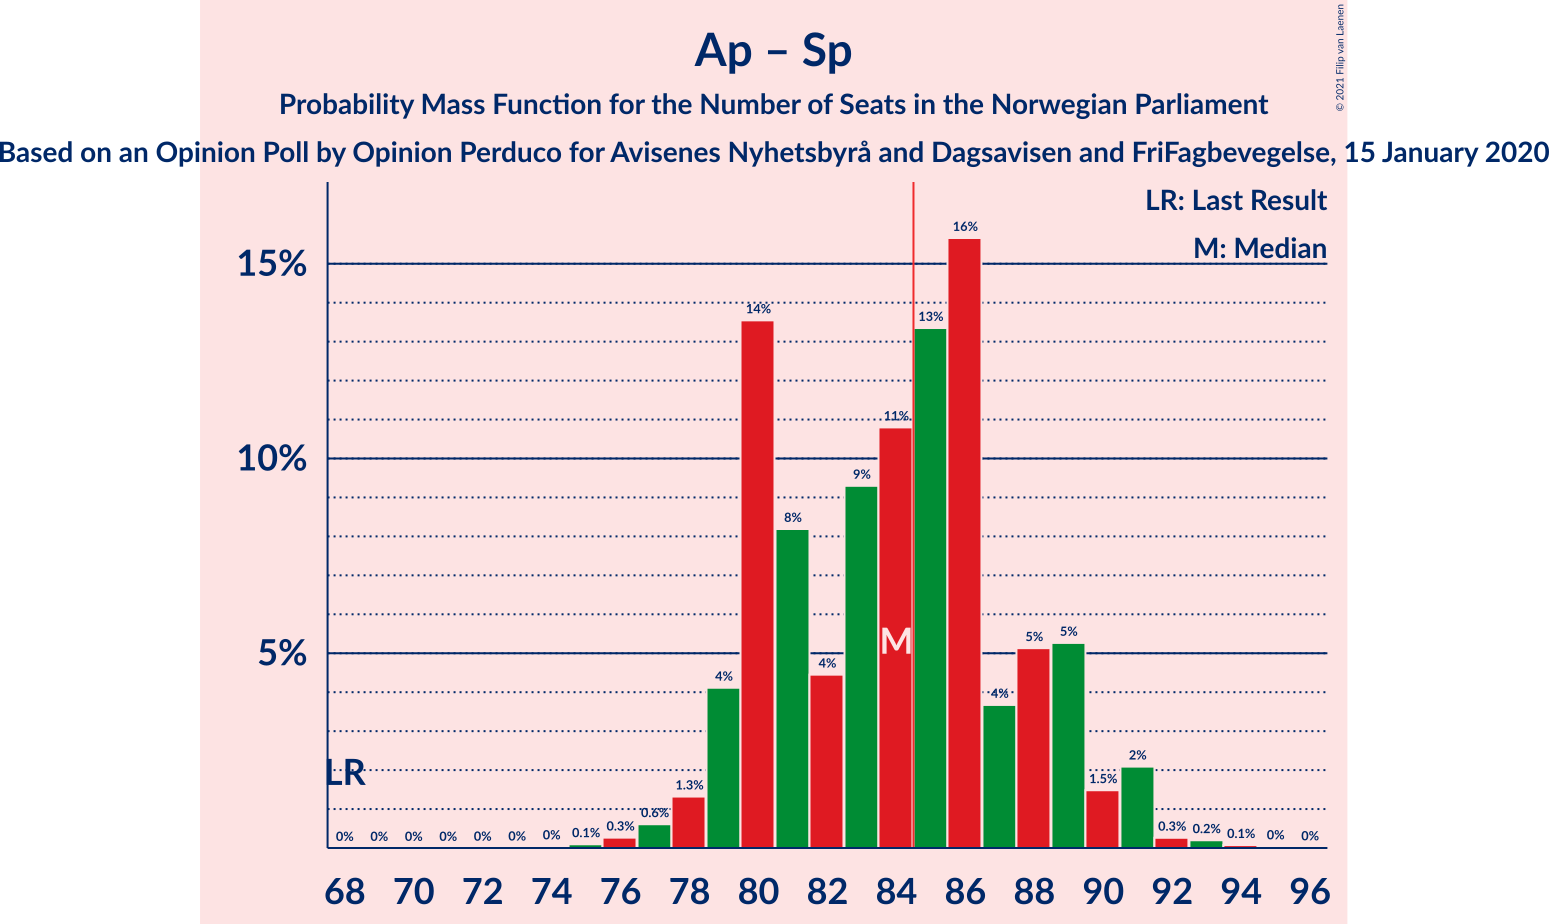 Ap – Sp
Probability Mass Function for the Number of Seats in the Norwegian Parliament
Based on an Opinion Poll by Opinion Perduco for Avisenes Nyhetsbyrå and Dagsavisen and FriFagbevegelse, 15 January 2020
© 2021 Filip van Laenen
LR: Last Result
M: Median
15%
10%
5%
LR
M
0% 0% 0% 0% 0% 0% 0% 0.1% 0.3% 0.6% 1.3% 4% 14% 8% 4% 9% 11% 13% 16% 4% 5% 5% 1.5% 2% 0.3% 0.2% 0.1% 0% 0%
68 70 72 74 76 78 80 82 84 86 88 90 92 94 96